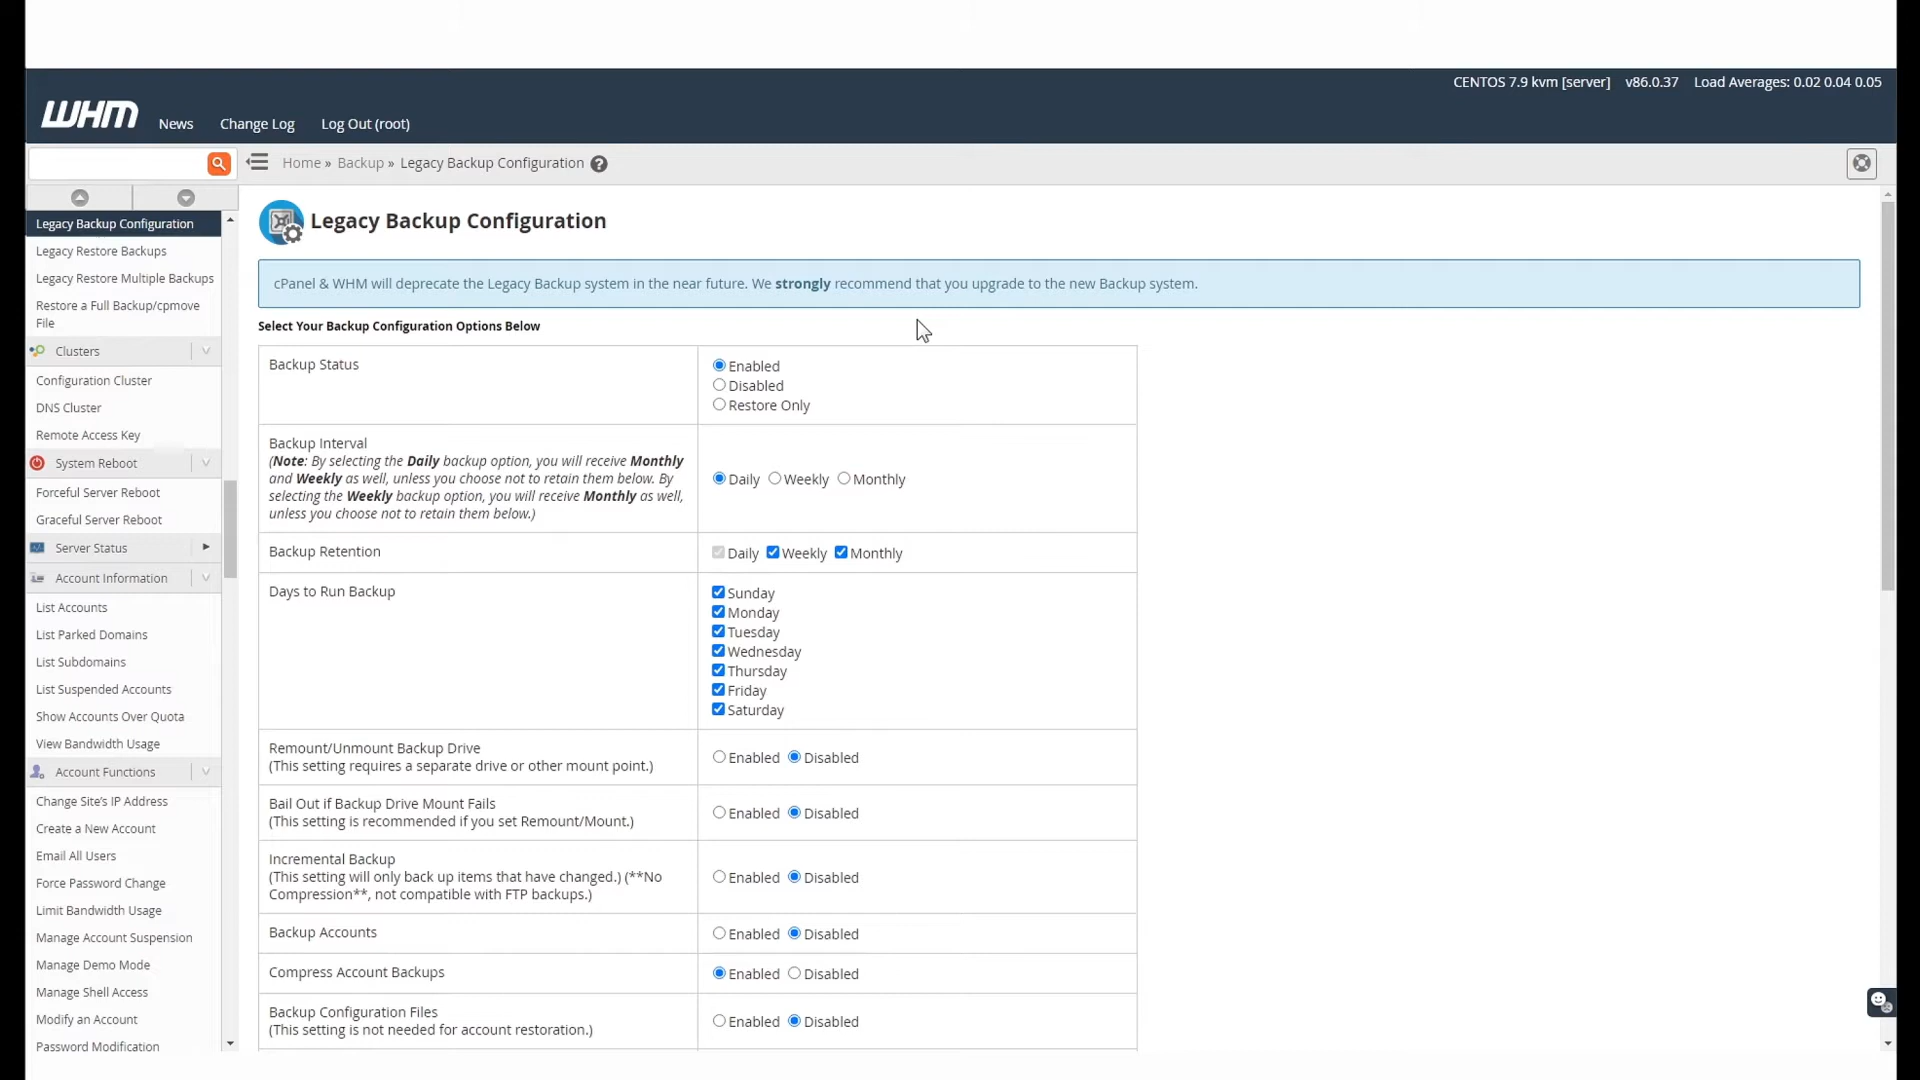 CENTOS 7.9 kvm [server] v86.0.37 Load Averages: 0.02 0.04 0.05
WHM News Change Log Log Out (root)
Home » Backup » Legacy Backup Configuration ?
Legacy Backup Configuration
Legacy Restore Backups
Legacy Restore Multiple Backups
Restore a Full Backup/cpmove
File
Clusters
Configuration Cluster
DNS Cluster
Remote Access Key
System Reboot
Forceful Server Reboot
Graceful Server Reboot
Server Status
Account Information
List Accounts
List Parked Domains
List Subdomains
List Suspended Accounts
Show Accounts Over Quota
View Bandwidth Usage
Account Functions
Change Site's IP Address
Create a New Account
Email All Users
Force Password Change
Limit Bandwidth Usage
Manage Account Suspension
Manage Demo Mode
Manage Shell Access
Modify an Account
Password Modification
Legacy Backup Configuration
cPanel & WHM will deprecate the Legacy Backup system in the near future. We strongly recommend that you upgrade to the new Backup system.
Select Your Backup Configuration Options Below
Backup Status
Enabled
Disabled
Restore Only
Backup Interval
(Note: By selecting the Daily backup option, you will receive Monthly
and Weekly as well, unless you choose not to retain them below. By
selecting the Weekly backup option, you will receive Monthly as well,
unless you choose not to retain them below.)
Daily Weekly Monthly
Backup Retention
Daily Weekly Monthly
Days to Run Backup
Sunday
Monday
Tuesday
Wednesday
Thursday
Friday
Saturday
Remount/Unmount Backup Drive
(This setting requires a separate drive or other mount point.)
Enabled Disabled
Bail Out if Backup Drive Mount Fails
(This setting is recommended if you set Remount/Mount.)
Enabled Disabled
Incremental Backup
(This setting will only back up items that have changed.) (**No
Compression**, not compatible with FTP backups.)
Enabled Disabled
Backup Accounts
Enabled Disabled
Compress Account Backups
Enabled Disabled
Backup Configuration Files
(This setting is not needed for account restoration.)
Enabled Disabled